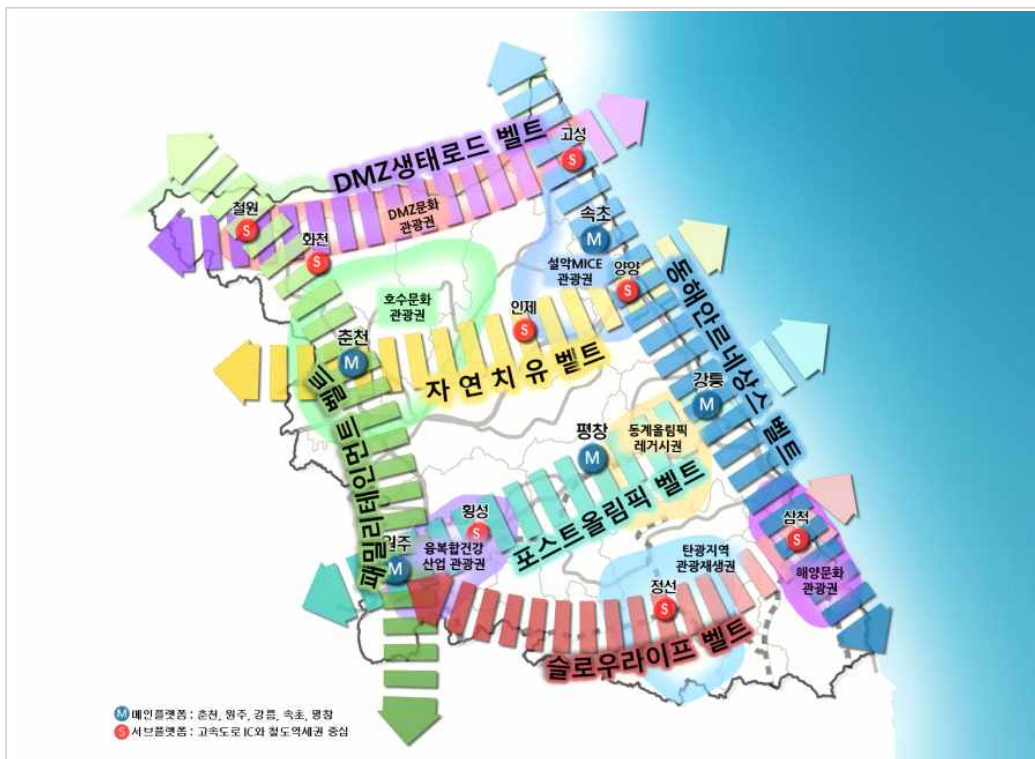 DMZ생태로드 벨트
고성
S
철원
S
DMZ문화
관광권
화천
S
속초
M
설악MICE
관광권
양양
S
동해안르네상스 벨트
호수문화
관광권
인제
S
춘천
M
자연치유벨트
강릉
M
패밀리테인먼트 벨트
동계올림픽
레거시권
평창
M
포스트올림픽 벨트
횡성
S
융복합건강
산업 관광권
원주
M
삼척
S
해양문화
관광권
탄광지역
관광재생권
정선
S
슬로우라이프 벨트
M 메인플랫폼 : 춘천, 원주, 강릉, 속초, 평창
S 서브플랫폼 : 고속도로 IC와 철도역세권 중심